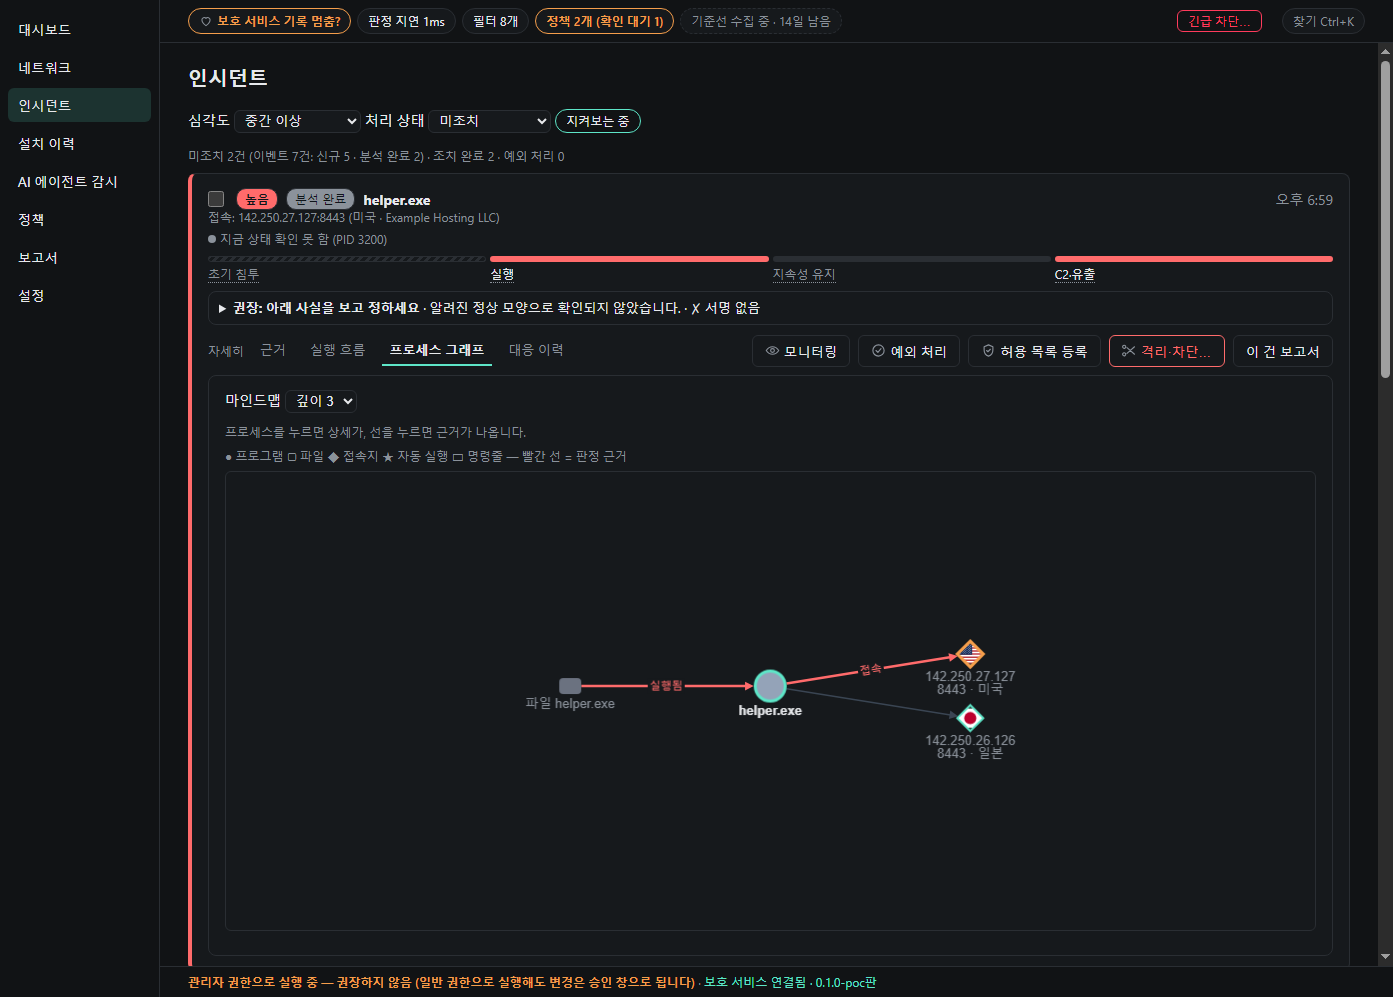 대시보드
네트워크
인시던트
설치 이력
AI 에이전트 감시
정책
보고서
설정
♡ 보호 서비스 기록 멈춤?
판정 지연 1ms
필터 8개
정책 2개 (확인 대기 1)
기준선 수집 중 · 14일 남음
긴급 차단...
찾기 Ctrl+K
인시던트
심각도 중간 이상 처리 상태 미조치 지켜보는 중
미조치 2건 (이벤트 7건: 신규 5 · 분석 완료 2) · 조치 완료 2 · 예외 처리 0
높음 분석 완료 helper.exe 오후 6:59
접속: 142.250.27.127:8443 (미국 · Example Hosting LLC)
● 지금 상태 확인 못 함 (PID 3200)
초기 침투 실행 지속성 유지 C2·유출
▶ 권장: 아래 사실을 보고 정하세요 · 알려진 정상 모양으로 확인되지 않았습니다. · ✗ 서명 없음
자세히 근거 실행 흐름 프로세스 그래프 대응 이력
모니터링 예외 처리 허용 목록 등록 격리·차단... 이 건 보고서
마인드맵 깊이 3
프로세스를 누르면 상세가, 선을 누르면 근거가 나옵니다.
● 프로그램 ▢ 파일 ◆ 접속지 ★ 자동 실행 ▭ 명령줄 — 빨간 선 = 판정 근거
파일 helper.exe
실행됨
helper.exe
접속
142.250.27.127
8443 · 미국
142.250.26.126
8443 · 일본
관리자 권한으로 실행 중 — 권장하지 않음 (일반 권한으로 실행해도 변경은 승인 창으로 됩니다) · 보호 서비스 연결됨 · 0.1.0-poc판